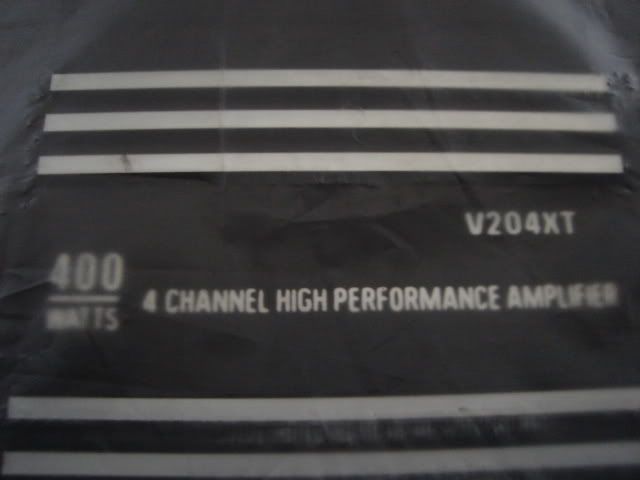 V204XT
400
WATTS
4 CHANNEL HIGH PERFORMANCE AMPLIFIER